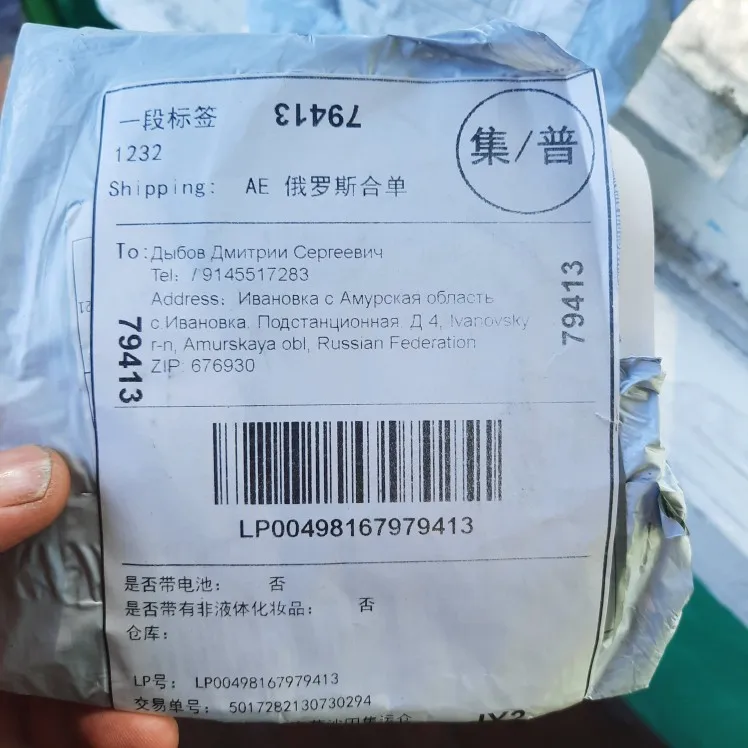 一段标签 79413
1232
Shipping: AE 俄罗斯合单
集/普
To: Дыбов Дмитрии Сергеевич
Tel: /9145517283
Address: Ивановка с Амурская область
с Ивановка. Подстанционная. Д 4, Ivanovsky
r-n, Amurskaya obl, Russian Federation
ZIP: 676930
79413
79413
LP00498167979413
是否带电池: 否
是否带有非液体化妆品: 否
仓库:
LP号: LP00498167979413
交易单号: 5017282130730294